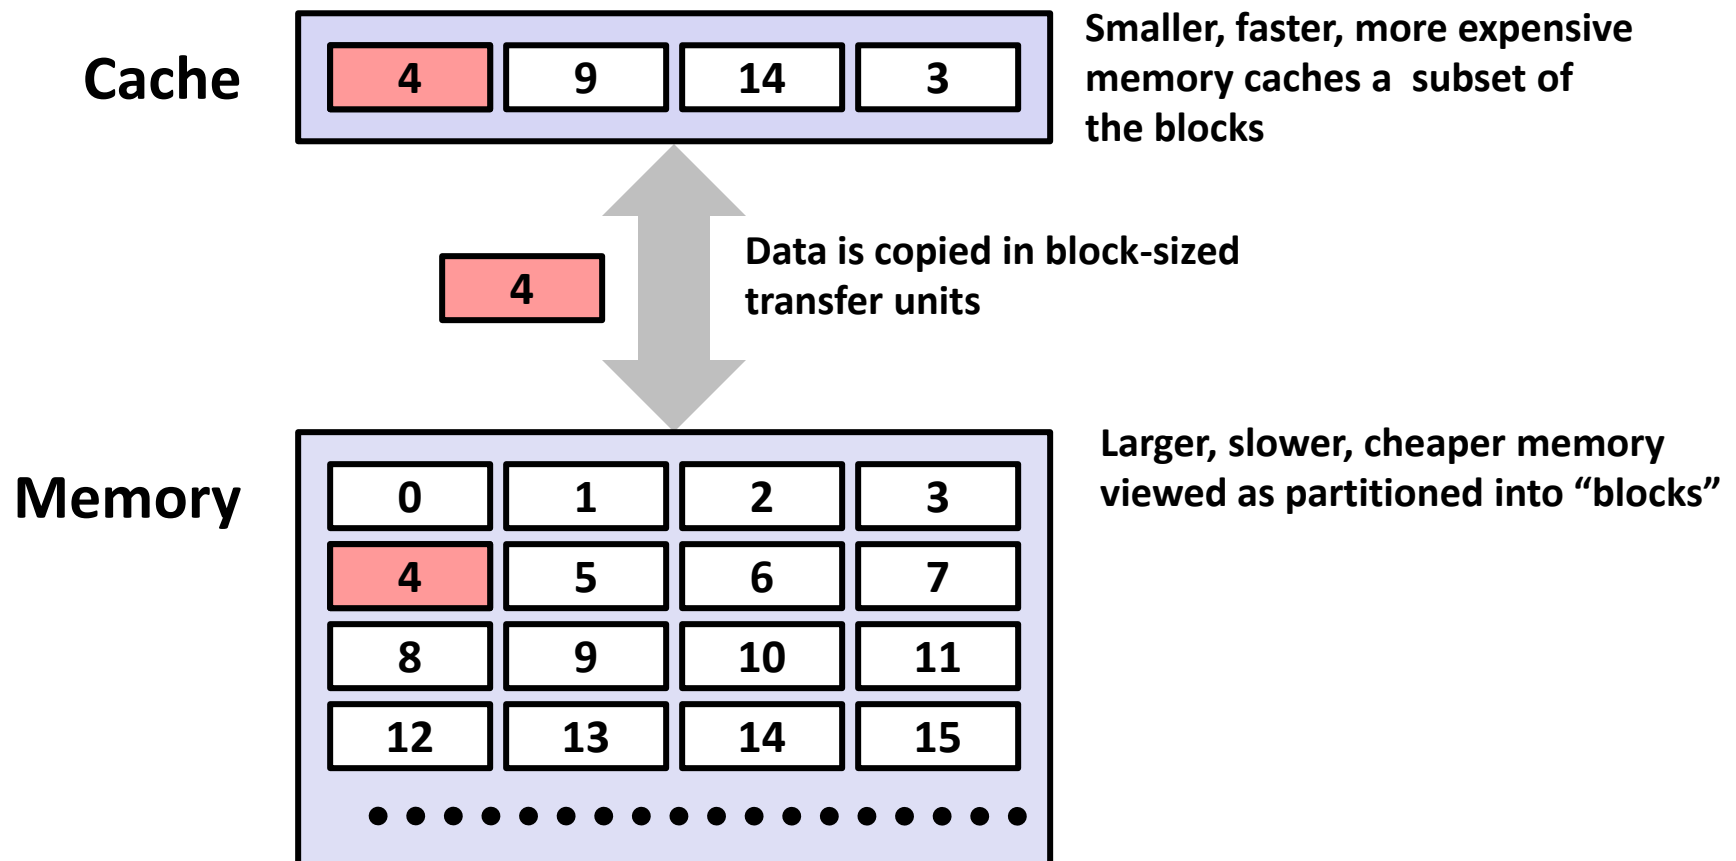 Cache
4 9 14 3
Smaller, faster, more expensive
memory caches a  subset of
the blocks
4
Data is copied in block-sized
transfer units
Memory
Larger, slower, cheaper memory
viewed as partitioned into “blocks”
0 1 2 3
4 5 6 7
8 9 10 11
12 13 14 15